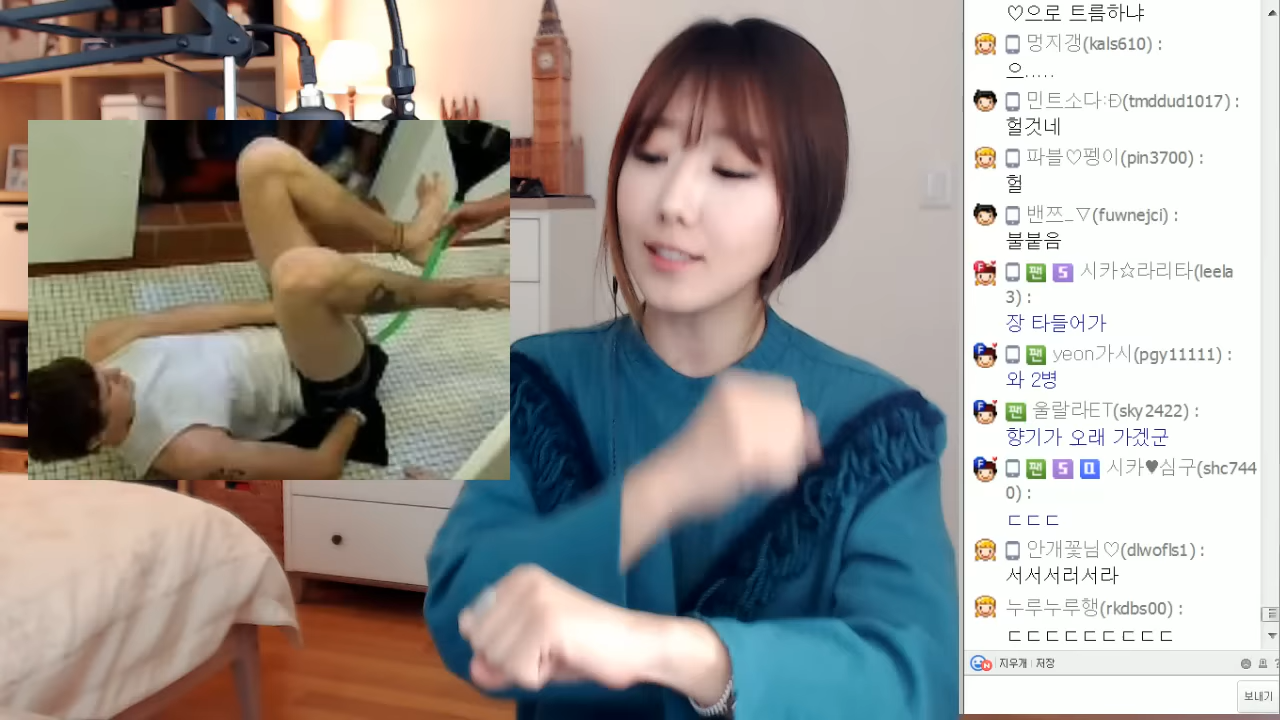 ♡으로 트름하냐
멍지갱(kals610) :
으.....
민트소다:Đ(tmddud1017) :
헐것네
파블♡펭이(pin3700) :
헐
밴쯔_▽(fuwnejci) :
불붙음
팬 S 시카☆라리타(leela
3) :
장 타들어가
팬 yeon가시(pgy11111) :
와 2병
팬 울랄라ET(sky2422) :
향기가 오래 가겠군
팬 S Q 시카♥심구(shc744
0) :
ㄷㄷㄷ
안개꽃님♡(dlwofls1) :
서서서러서라
누루누루행(rkdbs00) :
ㄷㄷㄷㄷㄷㄷㄷㄷㄷ
지우개 | 저장
보내기